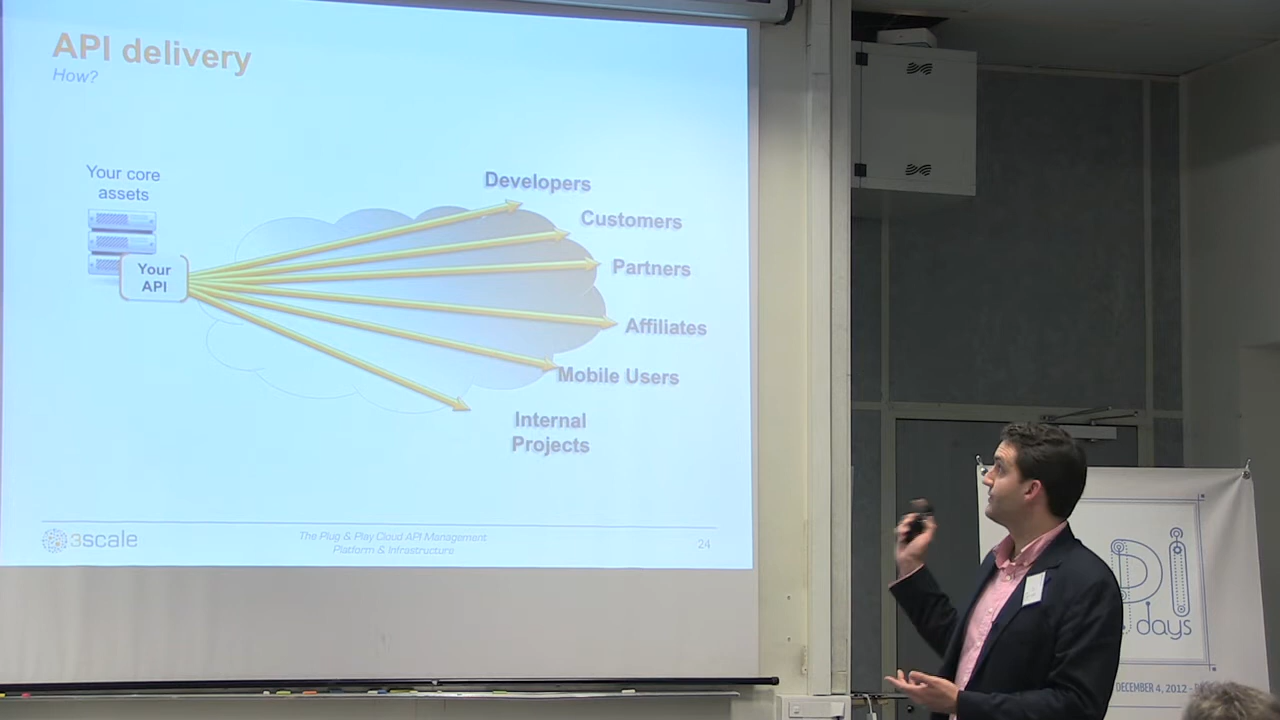 API delivery
How?
Your core
assets
Your
API
Developers
Customers
Partners
Affiliates
Mobile Users
Internal
Projects
3scale
The Plug & Play Cloud API Management
Platform & Infrastructure
24
PI
days
DECEMBER 4, 2012 -